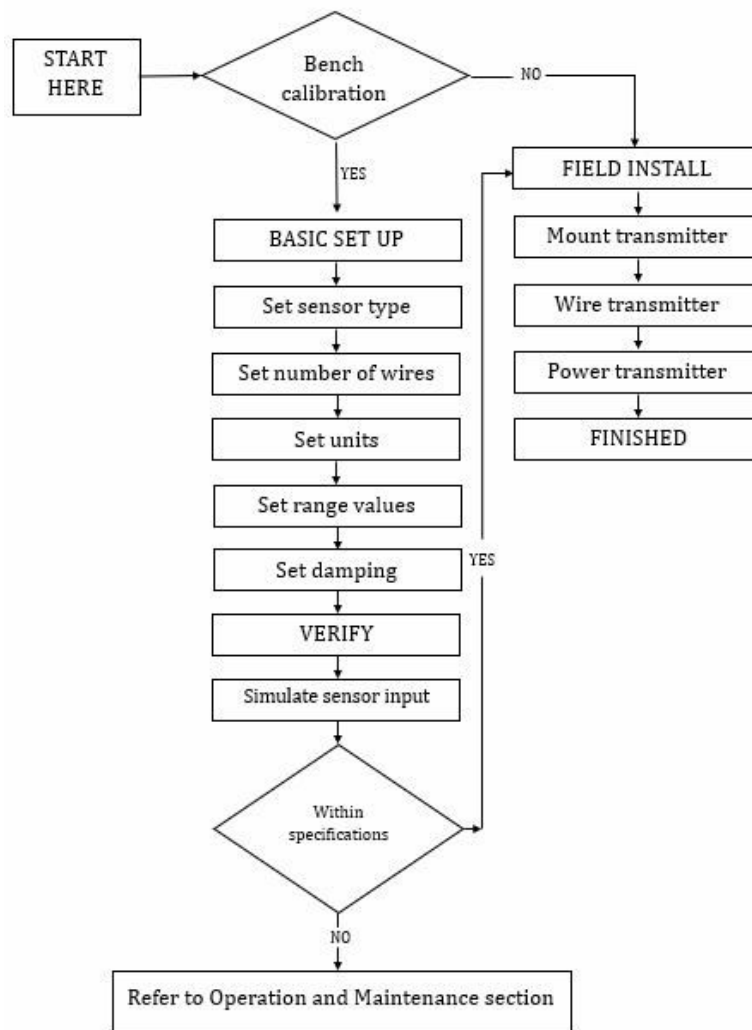 START
HERE
Bench
calibration
NO
YES
FIELD INSTALL
BASIC SET UP
Mount transmitter
Set sensor type
Wire transmitter
Set number of wires
Power transmitter
Set units
FINISHED
Set range values
YES
Set damping
VERIFY
Simulate sensor input
Within
specifications
NO
Refer to Operation and Maintenance section